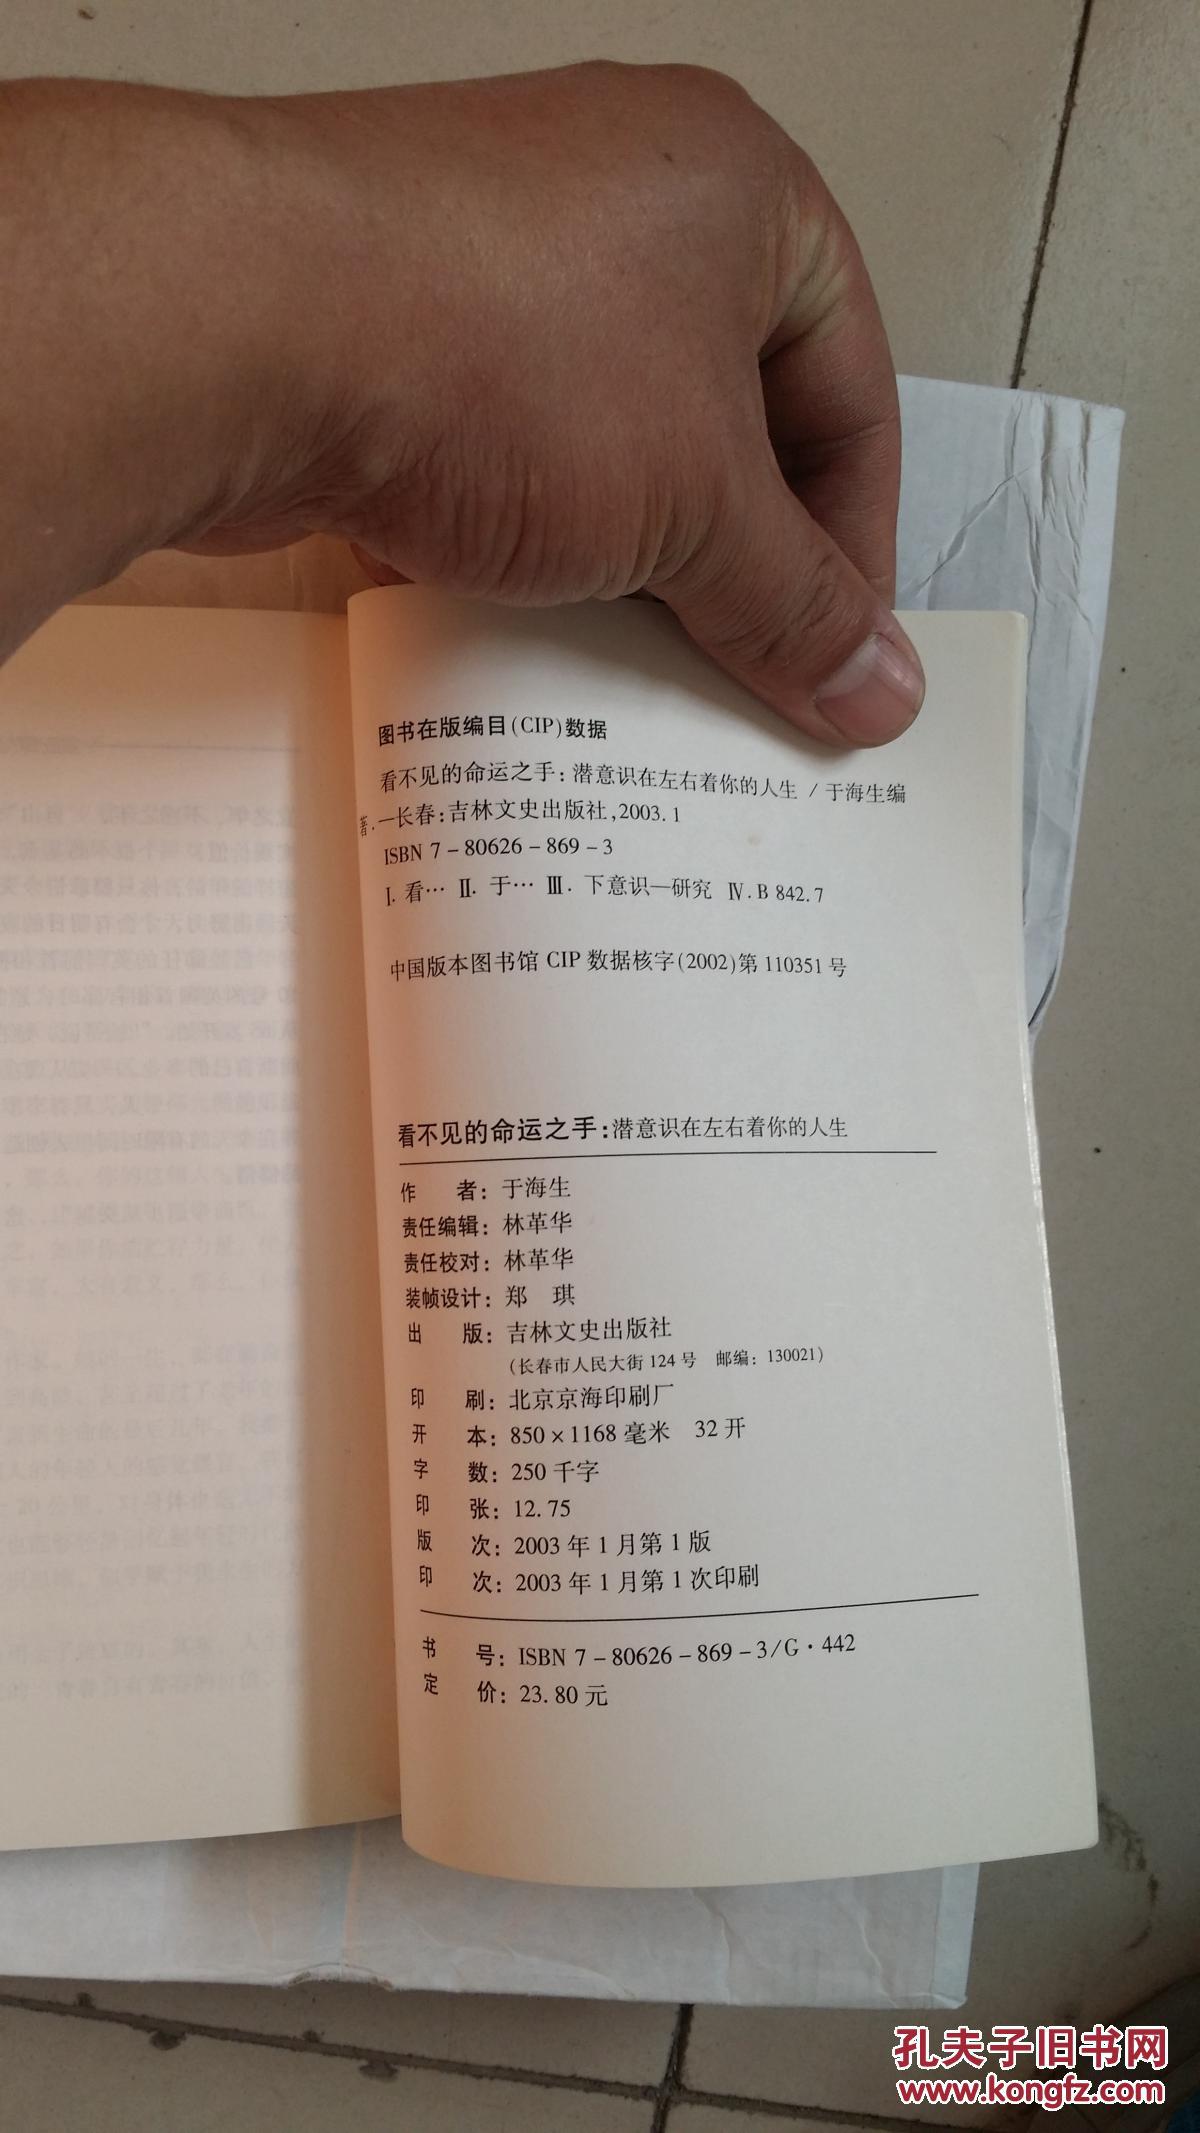 图书在版编目(CIP)数据
看不见的命运之手：潜意识在左右着你的人生 / 于海生编
著.—长春：吉林文史出版社,2003.1
ISBN 7-80626-869-3
Ⅰ.看… Ⅱ.于… Ⅲ.下意识—研究 Ⅳ.B 842.7
中国版本图书馆 CIP 数据核字(2002)第 110351 号
看不见的命运之手：潜意识在左右着你的人生
作 者：于海生
责任编辑：林革华
责任校对：林革华
装帧设计：郑 琪
出 版：吉林文史出版社
(长春市人民大街 124 号 邮编：130021)
印 刷：北京京海印刷厂
开 本：850×1168 毫米 32 开
字 数：250 千字
印 张：12.75
版 次：2003 年 1 月第 1 版
印 次：2003 年 1 月第 1 次印刷
书 号：ISBN 7-80626-869-3/G·442
定 价：23.80 元
孔夫子旧书网
www.kongfz.com